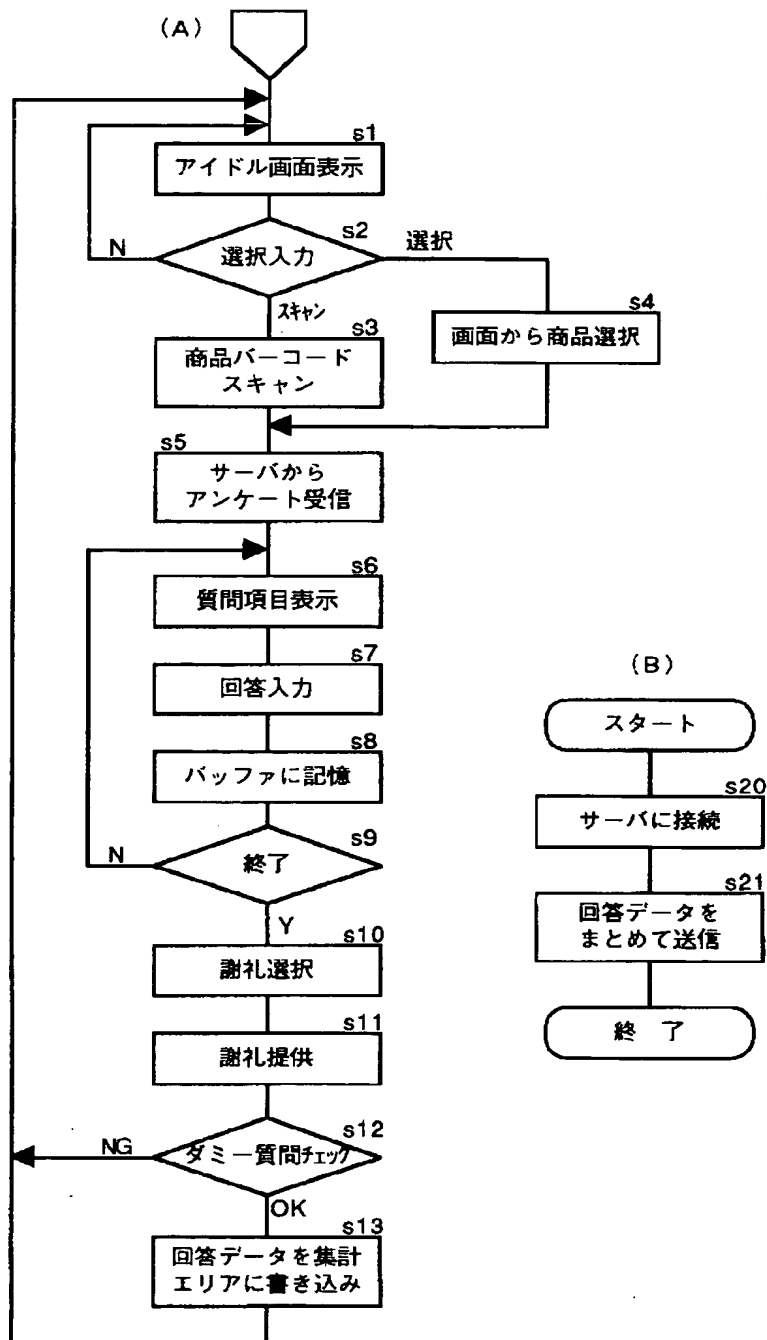 (A)
s1
アイドル画面表示
s2
選択入力
N
選択
スキャン
s3
商品バーコード
スキャン
s4
画面から商品選択
s5
サーバから
アンケート受信
s6
質問項目表示
s7
回答入力
s8
バッファに記憶
s9
終了
N
Y
s10
謝礼選択
s11
謝礼提供
s12
ダミー質問チェック
NG
OK
s13
回答データを集計
エリアに書き込み
(B)
スタート
s20
サーバに接続
s21
回答データを
まとめて送信
終 了